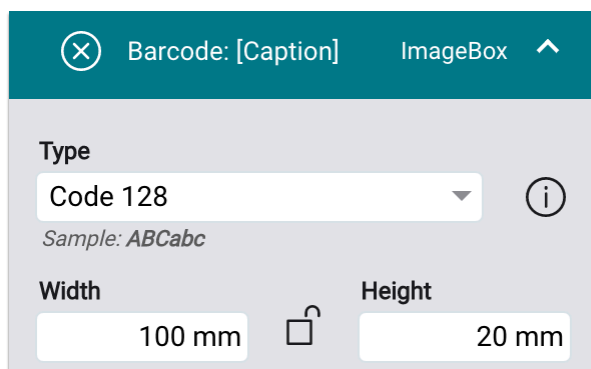 Barcode: [Caption] ImageBox
Type
Code 128
Sample: ABCabc
Width Height
100 mm 20 mm